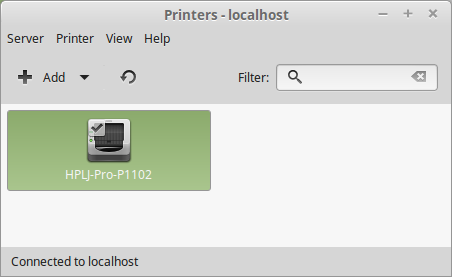 Printers - localhost
Server Printer View Help
Add Filter:
HPLJ-Pro-P1102
Connected to localhost